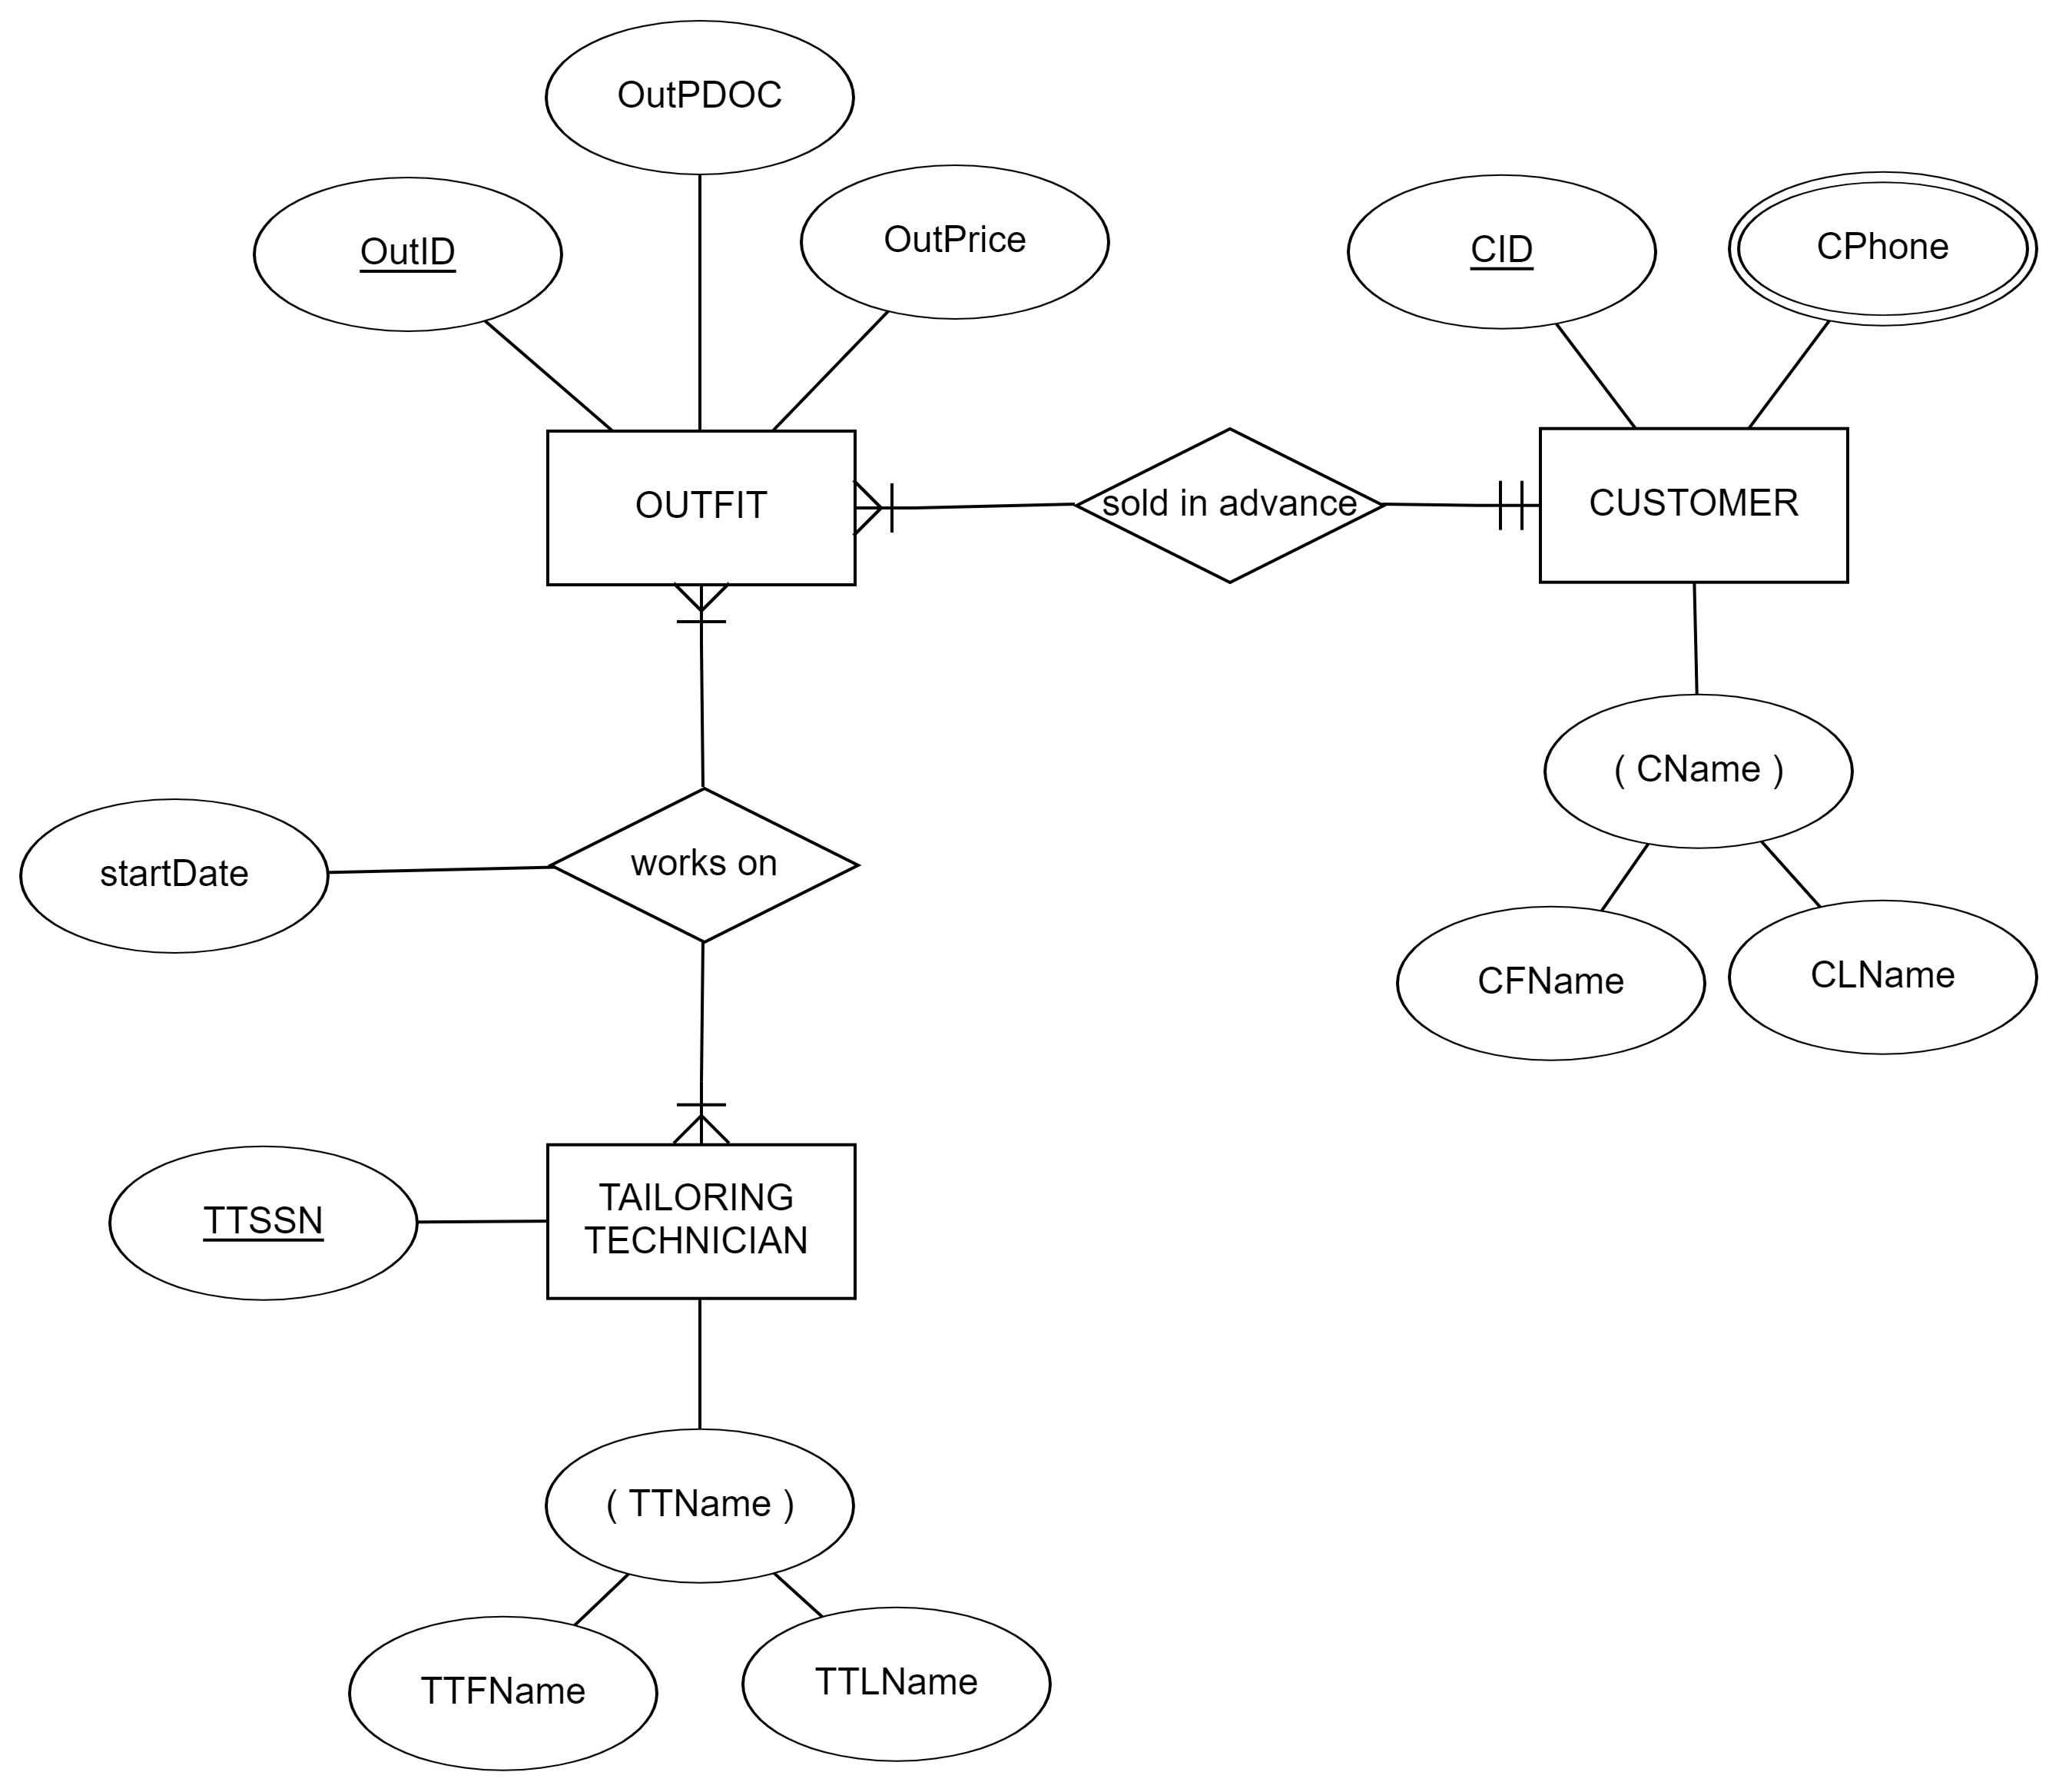 OutPDOC
OutID
OutPrice
CID
CPhone
OUTFIT
sold in advance
CUSTOMER
( CName )
startDate
works on
CFName
CLName
TTSSN
TAILORING
TECHNICIAN
( TTName )
TTFName
TTLName